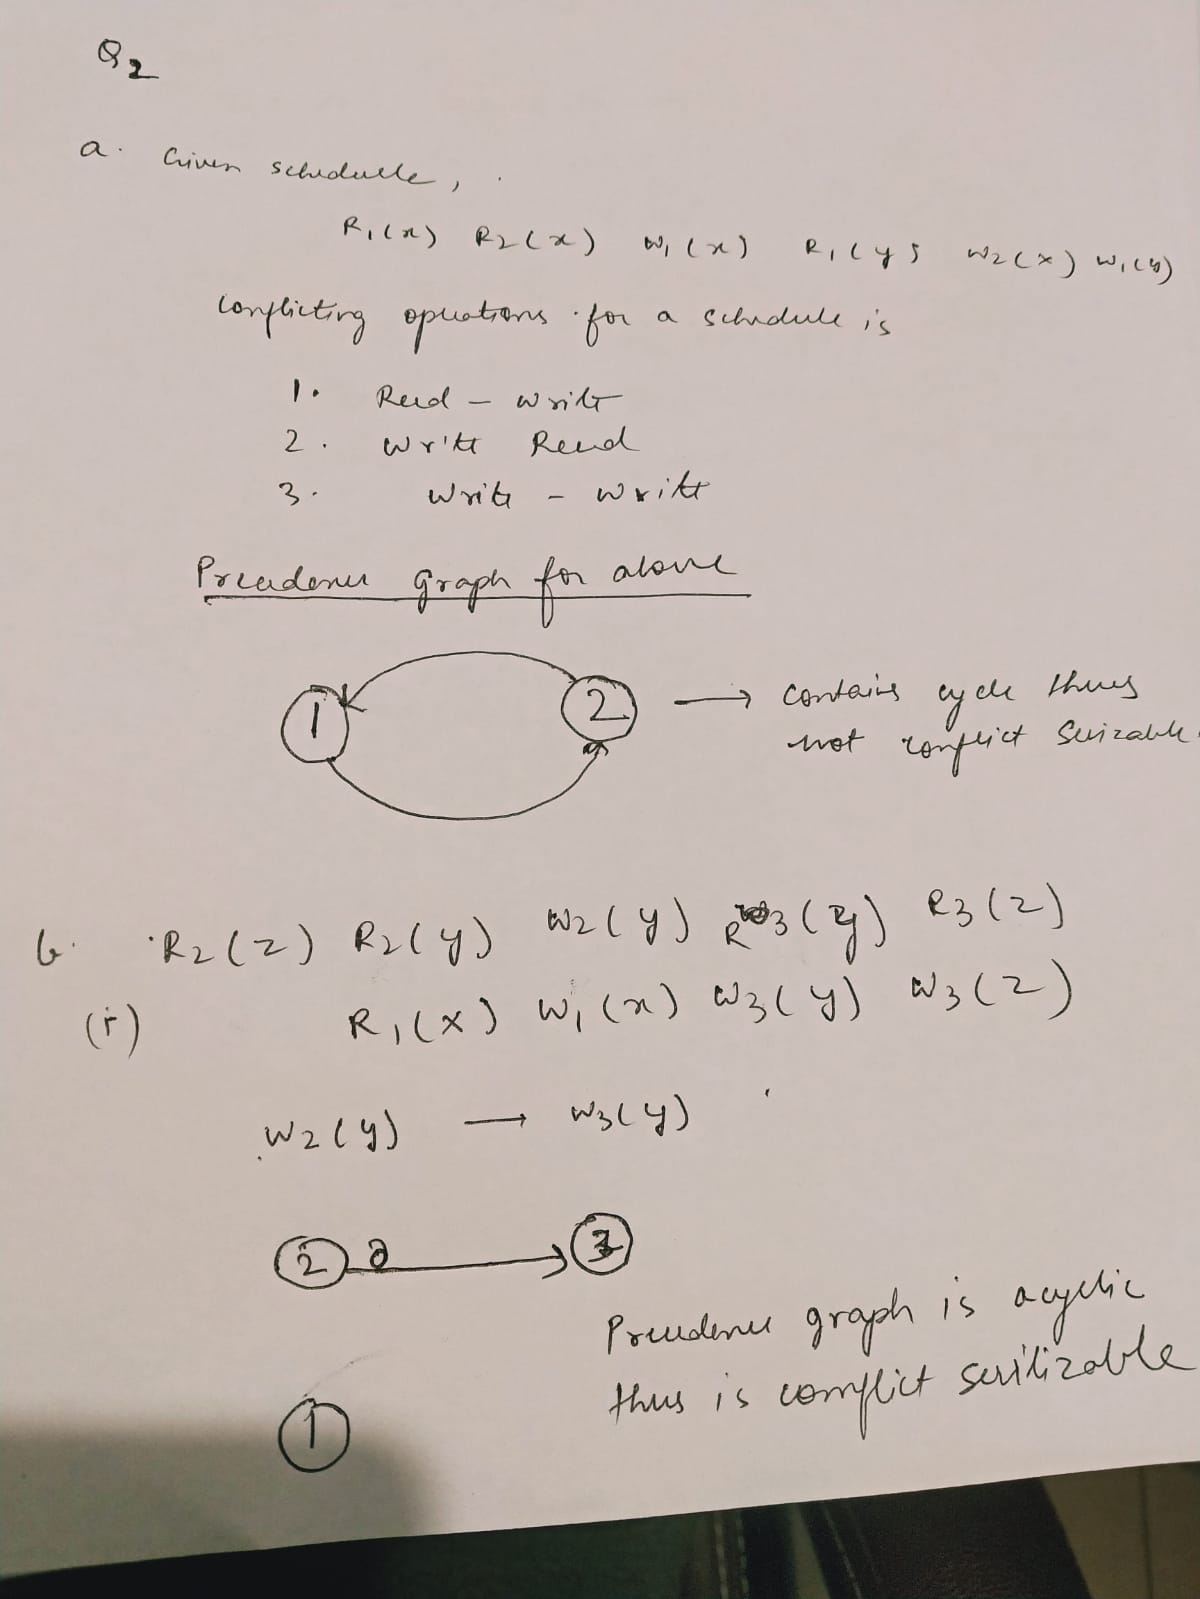 Q2
a. Given schedulle,
R1(x) R2(x) W1(x) R1(y) W2(x) W1(y)
Conflicting operations for a schedule is
1. Read - write
2. Write Read
3. Write - write
Precedence graph for above
1 2 → contains cycle thus
not conflict Serizable.
b. R2(z) R2(y) W2(y) R3(y) R3(z)
(i) R1(x) W1(x) W3(y) W3(z)
W2(y) → W3(y)
2 3
Precedence graph is acyclic
thus is conflict serilizable
1